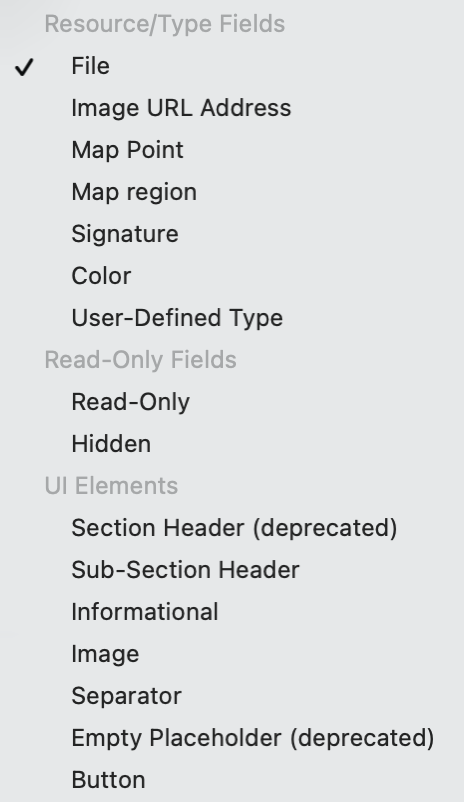 Resource/Type Fields
✓ File
Image URL Address
Map Point
Map region
Signature
Color
User-Defined Type
Read-Only Fields
Read-Only
Hidden
UI Elements
Section Header (deprecated)
Sub-Section Header
Informational
Image
Separator
Empty Placeholder (deprecated)
Button